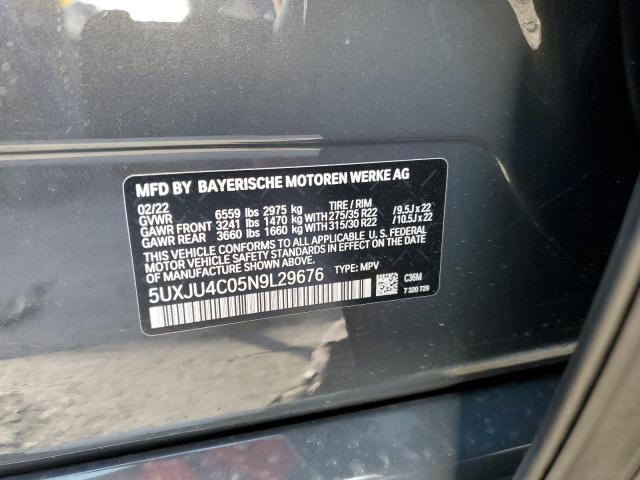 MFD BY BAYERISCHE MOTOREN WERKE AG
02/22 TIRE / RIM
GVWR 6559 lbs 2975 kg
GAWR FRONT 3241 lbs 1470 kg WITH 275/35 R22 /9.5J x 22
GAWR REAR 3660 lbs 1660 kg WITH 315/30 R22 /10.5J x 22
THIS VEHICLE CONFORMS TO ALL APPLICABLE U.S. FEDERAL
MOTOR VEHICLE SAFETY STANDARDS IN EFFECT ON THE DATE
OF MANUFACTURE SHOWN ABOVE.
5UXJU4C05N9L29676 TYPE: MPV
C36M
7 320 729